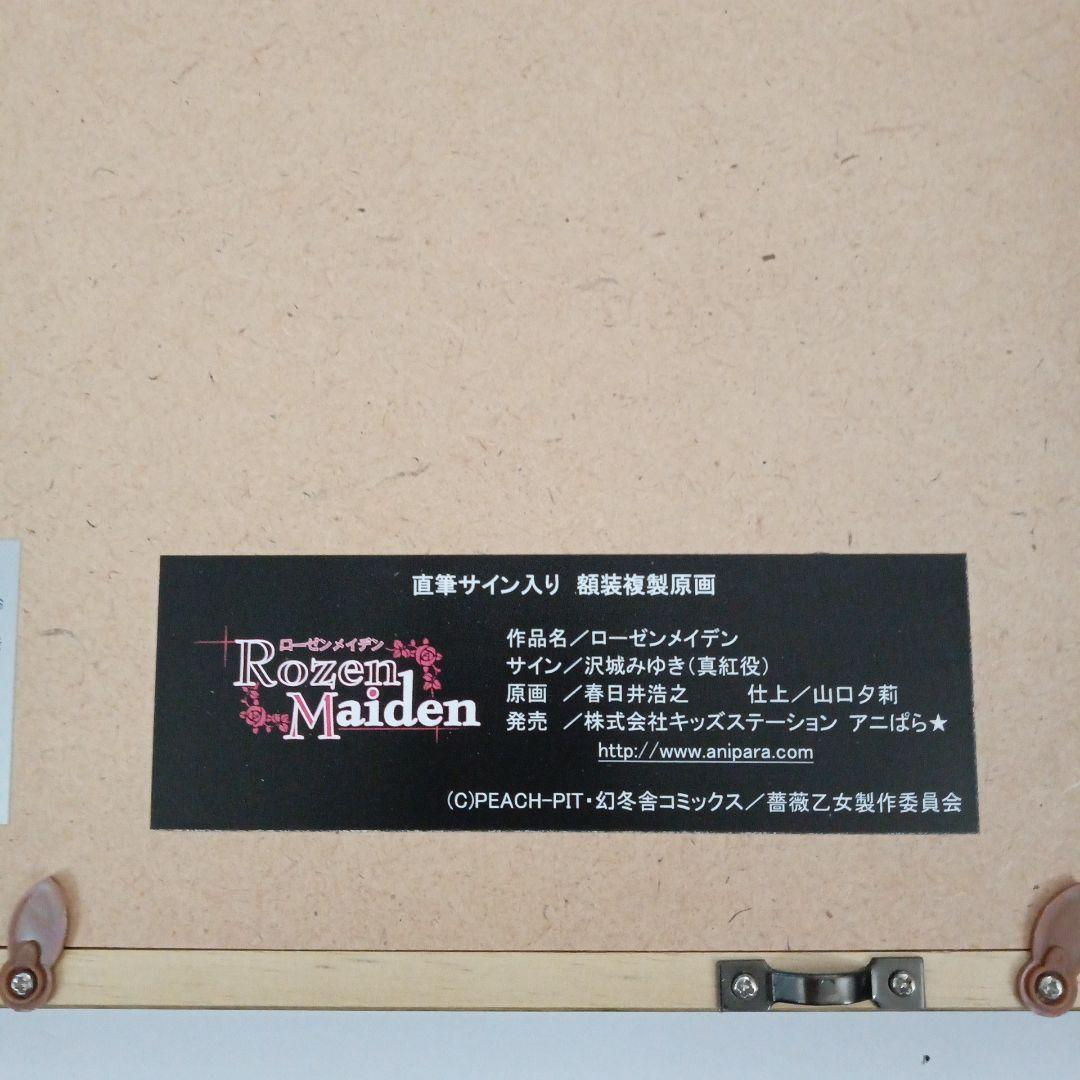 直筆サイン入り 額装複製原画
ローゼンメイデン
Rozen
Maiden
作品名／ローゼンメイデン
サイン／沢城みゆき(真紅役)
原画 ／春日井浩之 仕上／山口夕莉
発売 ／株式会社キッズステーション アニぱら★
http://www.anipara.com
(C)PEACH-PIT・幻冬舎コミックス／薔薇乙女製作委員会